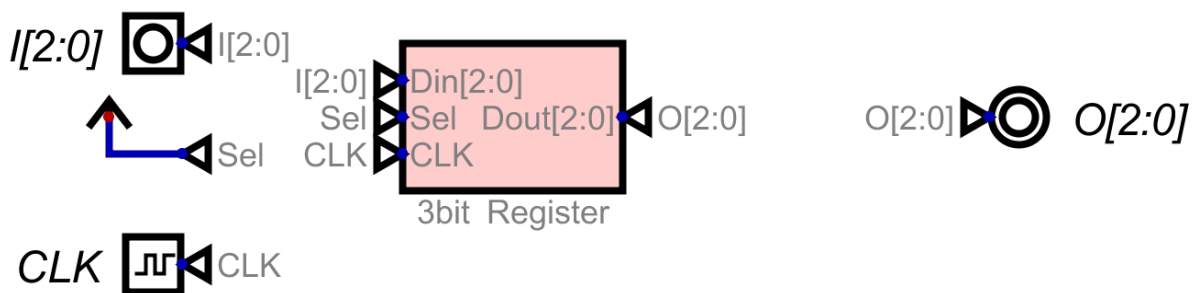 I[2:0]
I[2:0]
I[2:0]
Din[2:0]
Sel
Sel
Dout[2:0]
O[2:0]
O[2:0]
O[2:0]
Sel
CLK
CLK
3bit Register
CLK
CLK